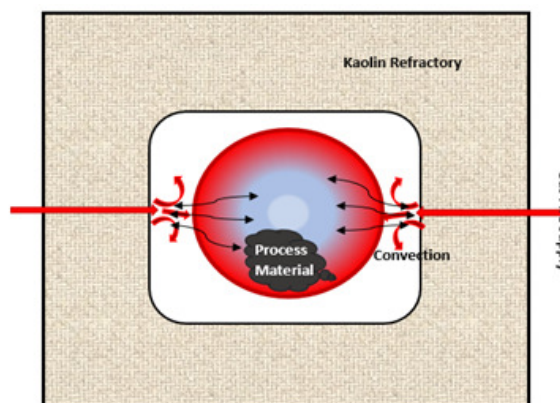 Kaolin Refractory
Process
Material
Convection